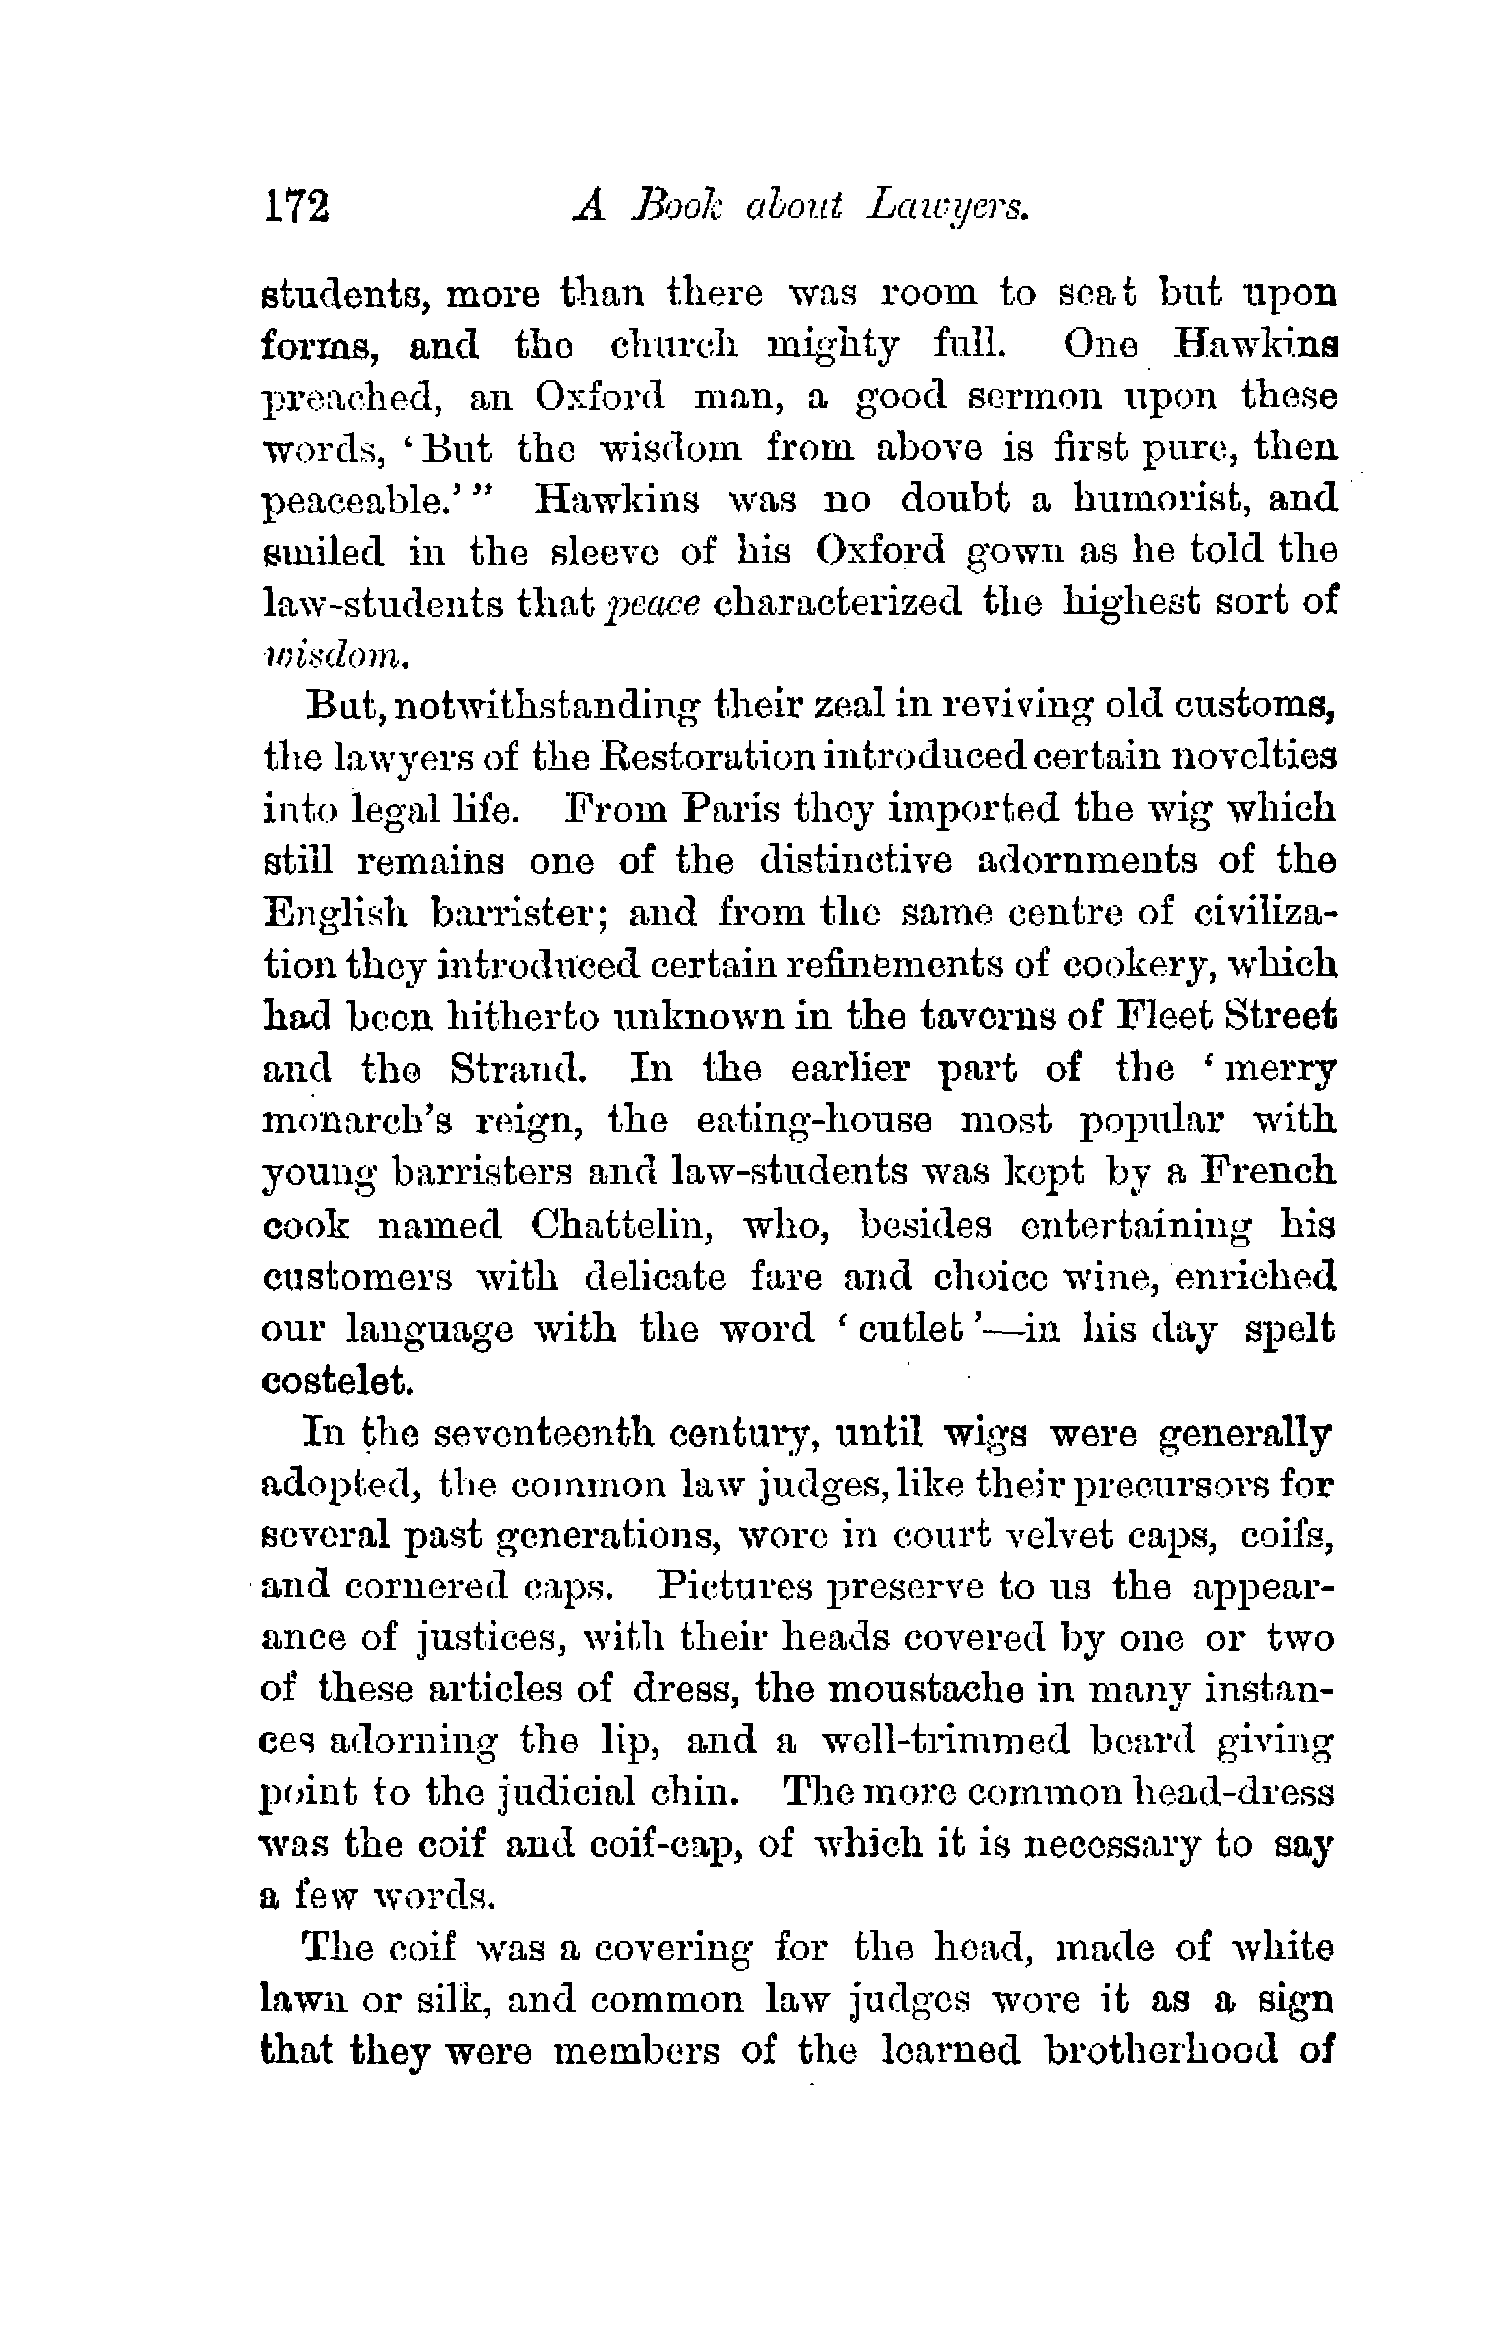 172 A Book about Lawyers.
students, more than there was room to seat but upon
forms, and the church mighty full. One Hawkins
preached, an Oxford man, a good sermon upon these
words, ‘But the wisdom from above is first pure, then
peaceable.’” Hawkins was no doubt a humorist, and
smiled in the sleeve of his Oxford gown as he told the
law-students that peace characterized the highest sort of
wisdom.
But, notwithstanding their zeal in reviving old customs,
the lawyers of the Restoration introduced certain novelties
into legal life. From Paris they imported the wig which
still remains one of the distinctive adornments of the
English barrister; and from the same centre of civiliza-
tion they introduced certain refinements of cookery, which
had been hitherto unknown in the taverns of Fleet Street
and the Strand. In the earlier part of the ‘merry
monarch’s reign, the eating-house most popular with
young barristers and law-students was kept by a French
cook named Chattelin, who, besides entertaining his
customers with delicate fare and choice wine, enriched
our language with the word ‘cutlet’—in his day spelt
costelet.
In the seventeenth century, until wigs were generally
adopted, the common law judges, like their precursors for
several past generations, wore in court velvet caps, coifs,
and cornered caps. Pictures preserve to us the appear-
ance of justices, with their heads covered by one or two
of these articles of dress, the moustache in many instan-
ces adorning the lip, and a well-trimmed beard giving
point to the judicial chin. The more common head-dress
was the coif and coif-cap, of which it is necessary to say
a few words.
The coif was a covering for the head, made of white
lawn or silk, and common law judges wore it as a sign
that they were members of the learned brotherhood of